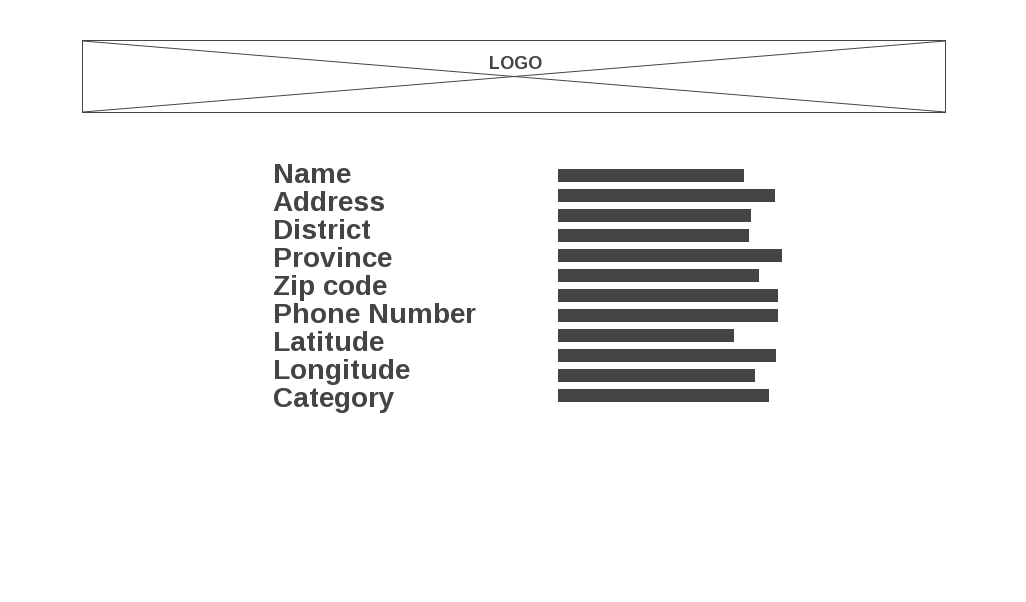 LOGO
Name
Address
District
Province
Zip code
Phone Number
Latitude
Longitude
Category